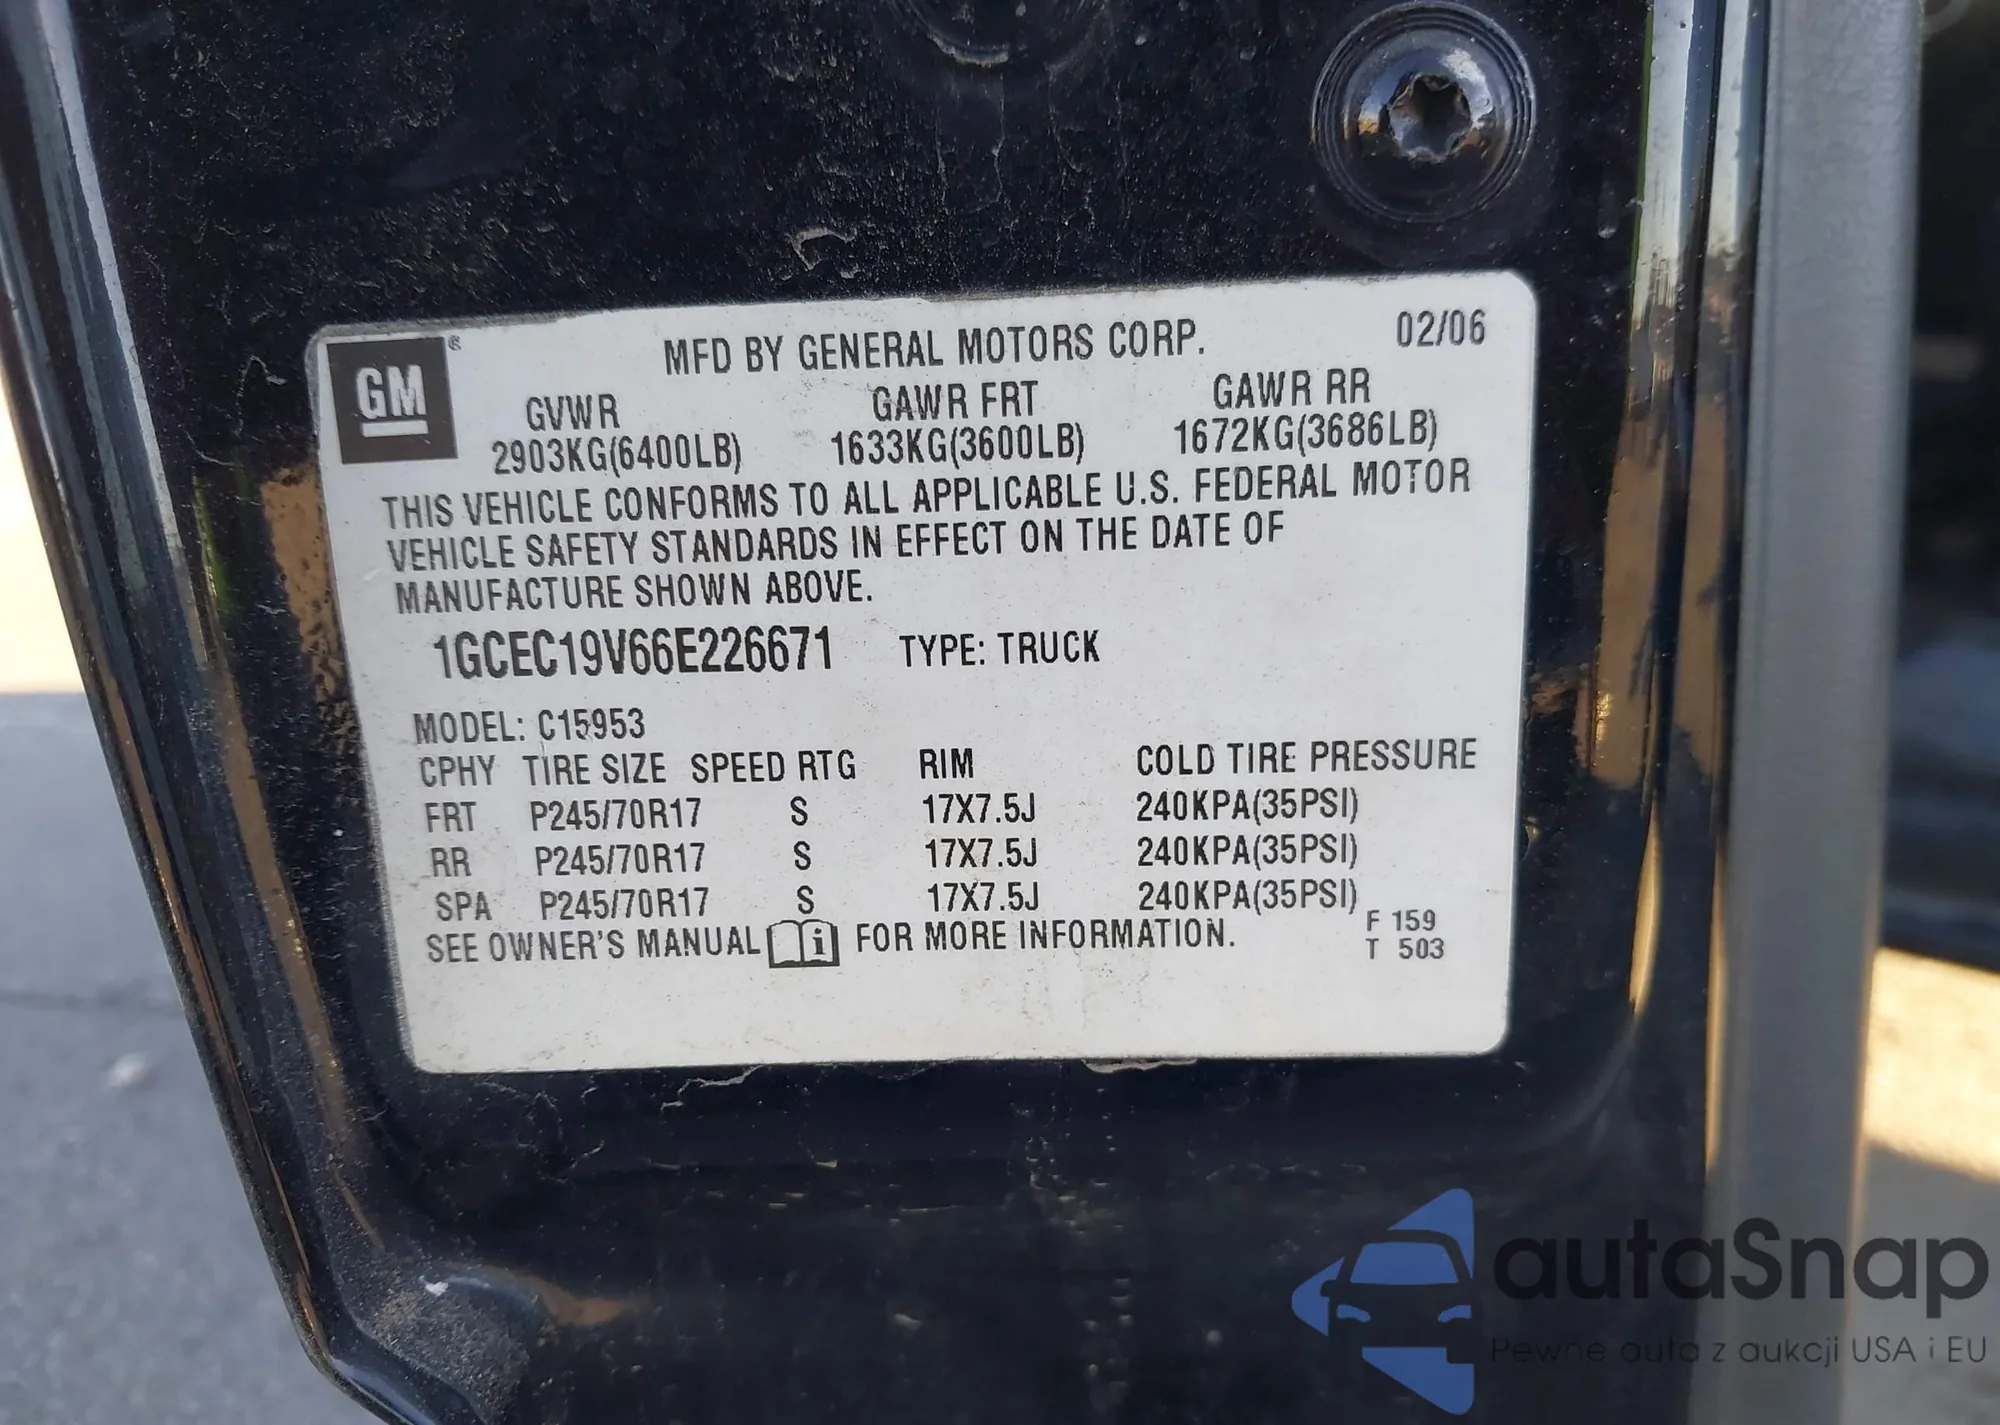 GM®
MFD BY GENERAL MOTORS CORP. 02/06
GVWR GAWR FRT GAWR RR
2903KG(6400LB) 1633KG(3600LB) 1672KG(3686LB)
THIS VEHICLE CONFORMS TO ALL APPLICABLE U.S. FEDERAL MOTOR
VEHICLE SAFETY STANDARDS IN EFFECT ON THE DATE OF
MANUFACTURE SHOWN ABOVE.
1GCEC19V66E226671 TYPE: TRUCK
MODEL: C15953
CPHY TIRE SIZE SPEED RTG RIM COLD TIRE PRESSURE
FRT P245/70R17 S 17X7.5J 240KPA(35PSI)
RR P245/70R17 S 17X7.5J 240KPA(35PSI)
SPA P245/70R17 S 17X7.5J 240KPA(35PSI)
SEE OWNER'S MANUAL i FOR MORE INFORMATION.
F 159
T 503
autaSnap
Pewne auta z aukcji USA i EU